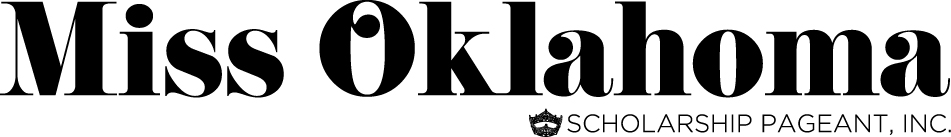 Miss Oklahoma
SCHOLARSHIP PAGEANT, INC.